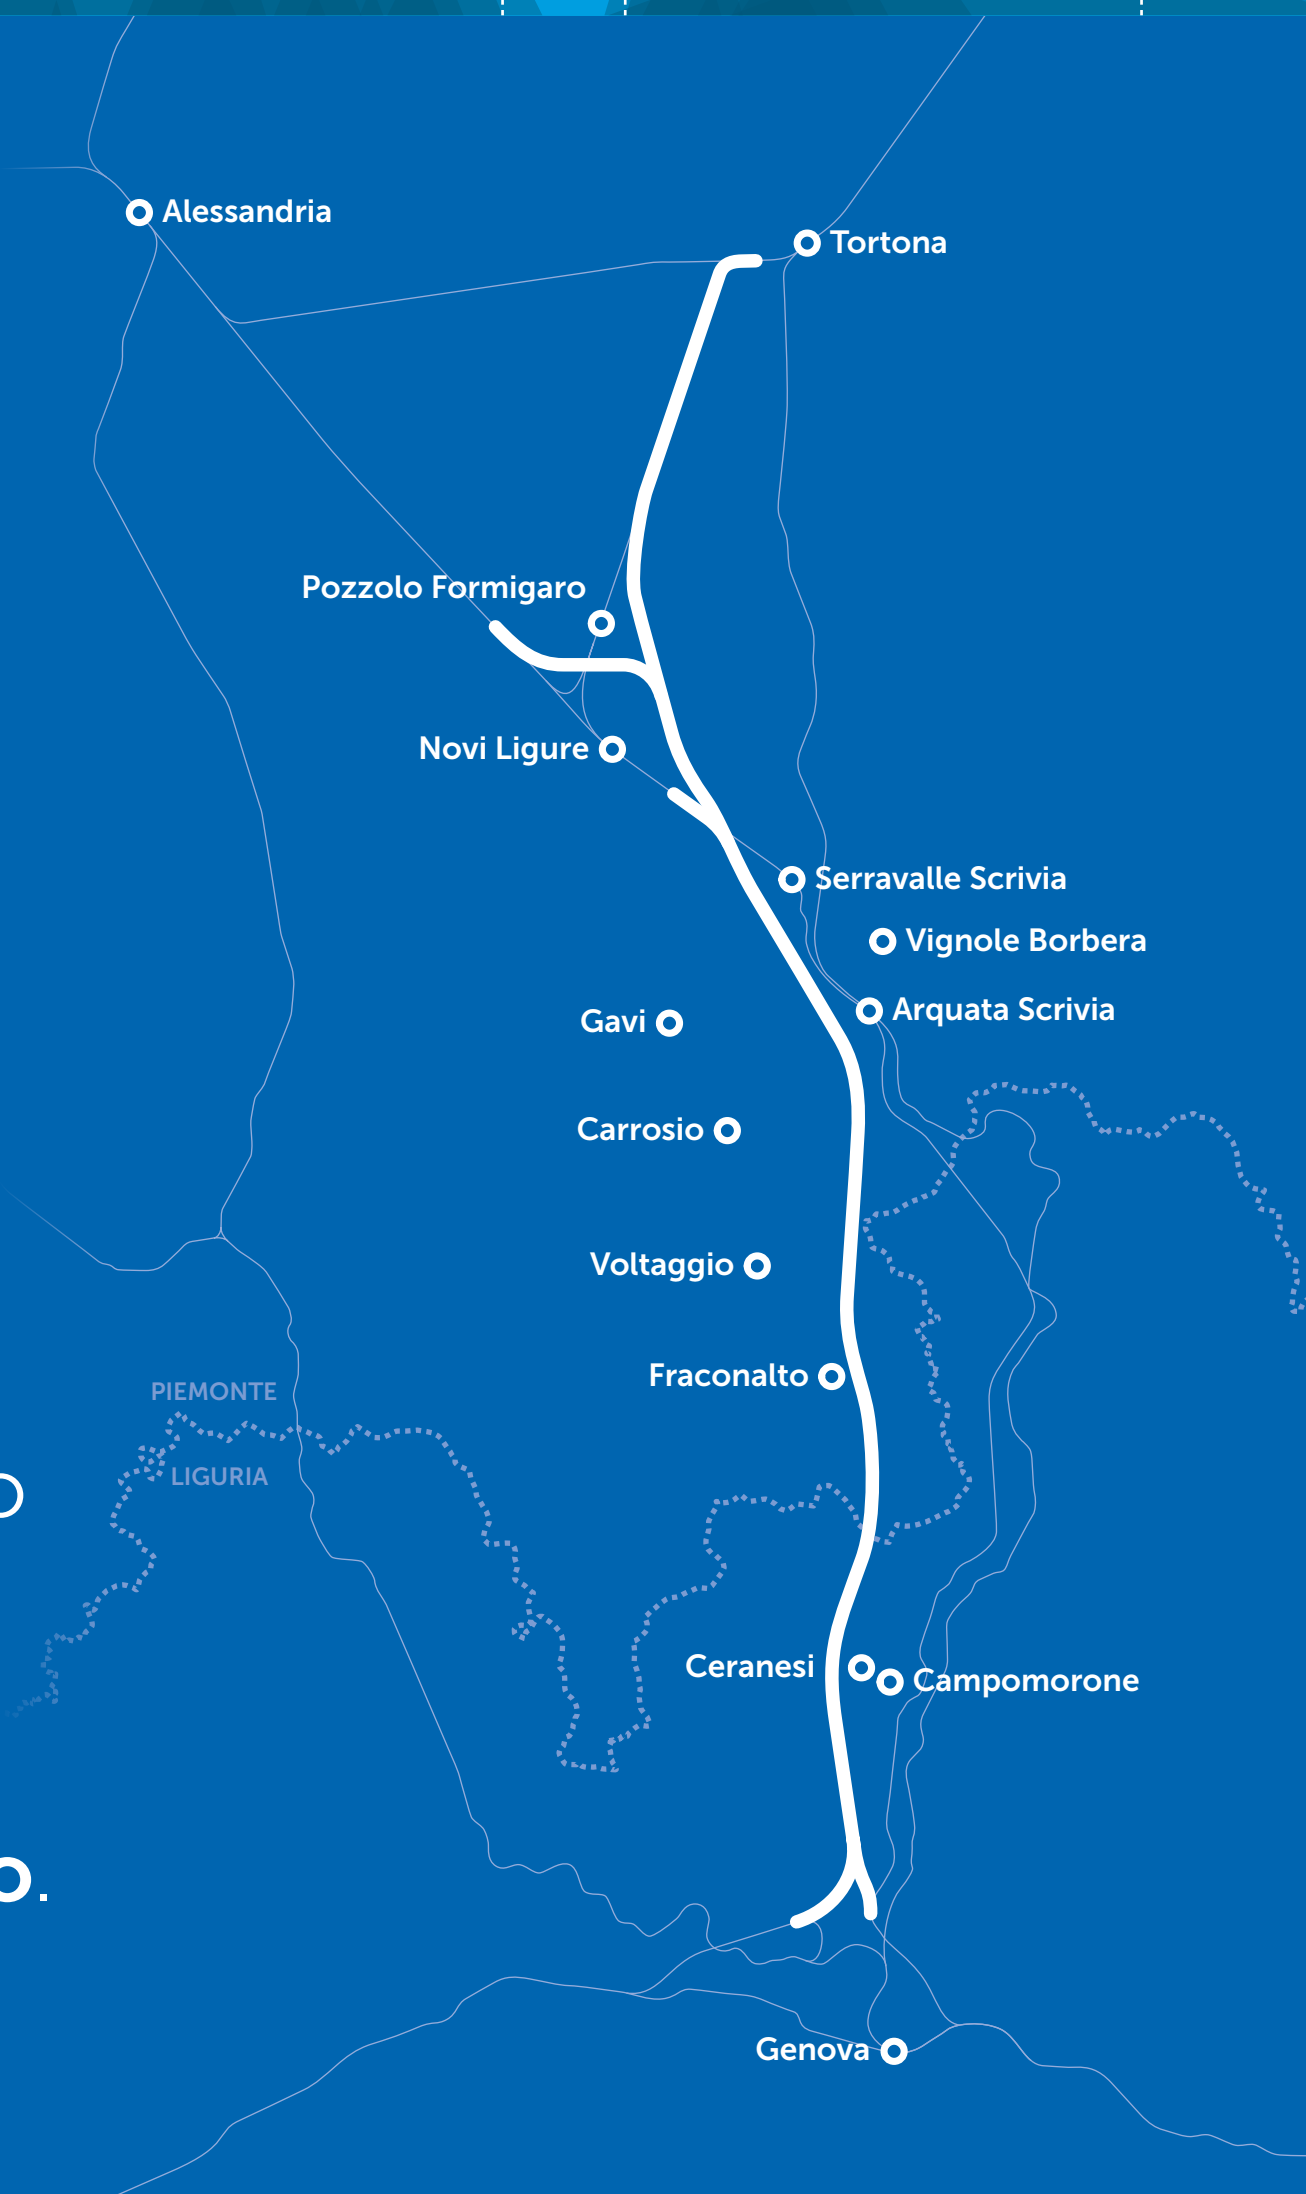 Alessandria
Tortona
Pozzolo Formigaro
Novi Ligure
Serravalle Scrivia
Vignole Borbera
Arquata Scrivia
Gavi
Carrosio
Voltaggio
Fraconalto
PIEMONTE
LIGURIA
Ceranesi
Campomorone
o.
Genova